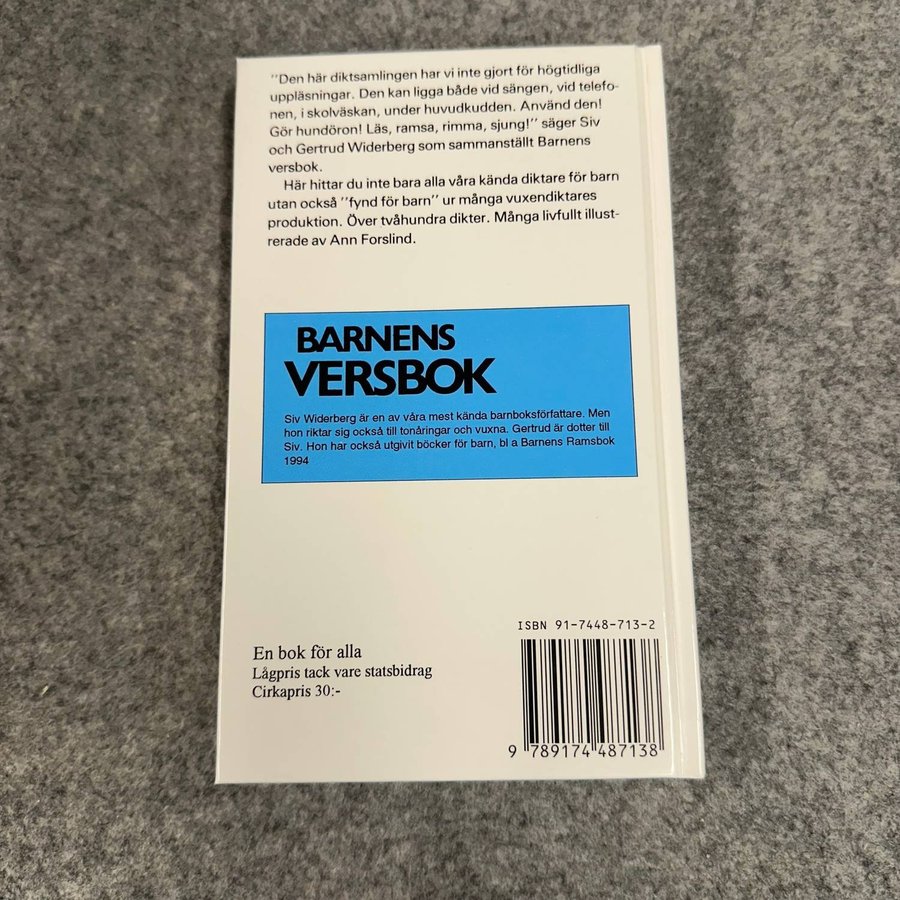 "Den här diktsamlingen har vi inte gjort för högtidliga
uppläsningar. Den kan ligga både vid sängen, vid telefo-
nen, i skolväskan, under huvudkudden. Använd den!
Gör hundöron! Läs, ramsa, rimma, sjung!" säger Siv
och Gertrud Widerberg som sammanställt Barnens
versbok.
Här hittar du inte bara alla våra kända diktare för barn
utan också "fynd för barn" ur många vuxendiktares
produktion. Över tvåhundra dikter. Många livfullt illust-
rerade av Ann Forslind.
BARNENS
VERSBOK
Siv Widerberg är en av våra mest kända barnboksförfattare. Men
hon riktar sig också till tonåringar och vuxna. Gertrud är dotter till
Siv. Hon har också utgivit böcker för barn, bl a Barnens Ramsbok
1994
ISBN 91-7448-713-2
En bok för alla
Lågpris tack vare statsbidrag
Cirkapris 30:-
9 789174 487138